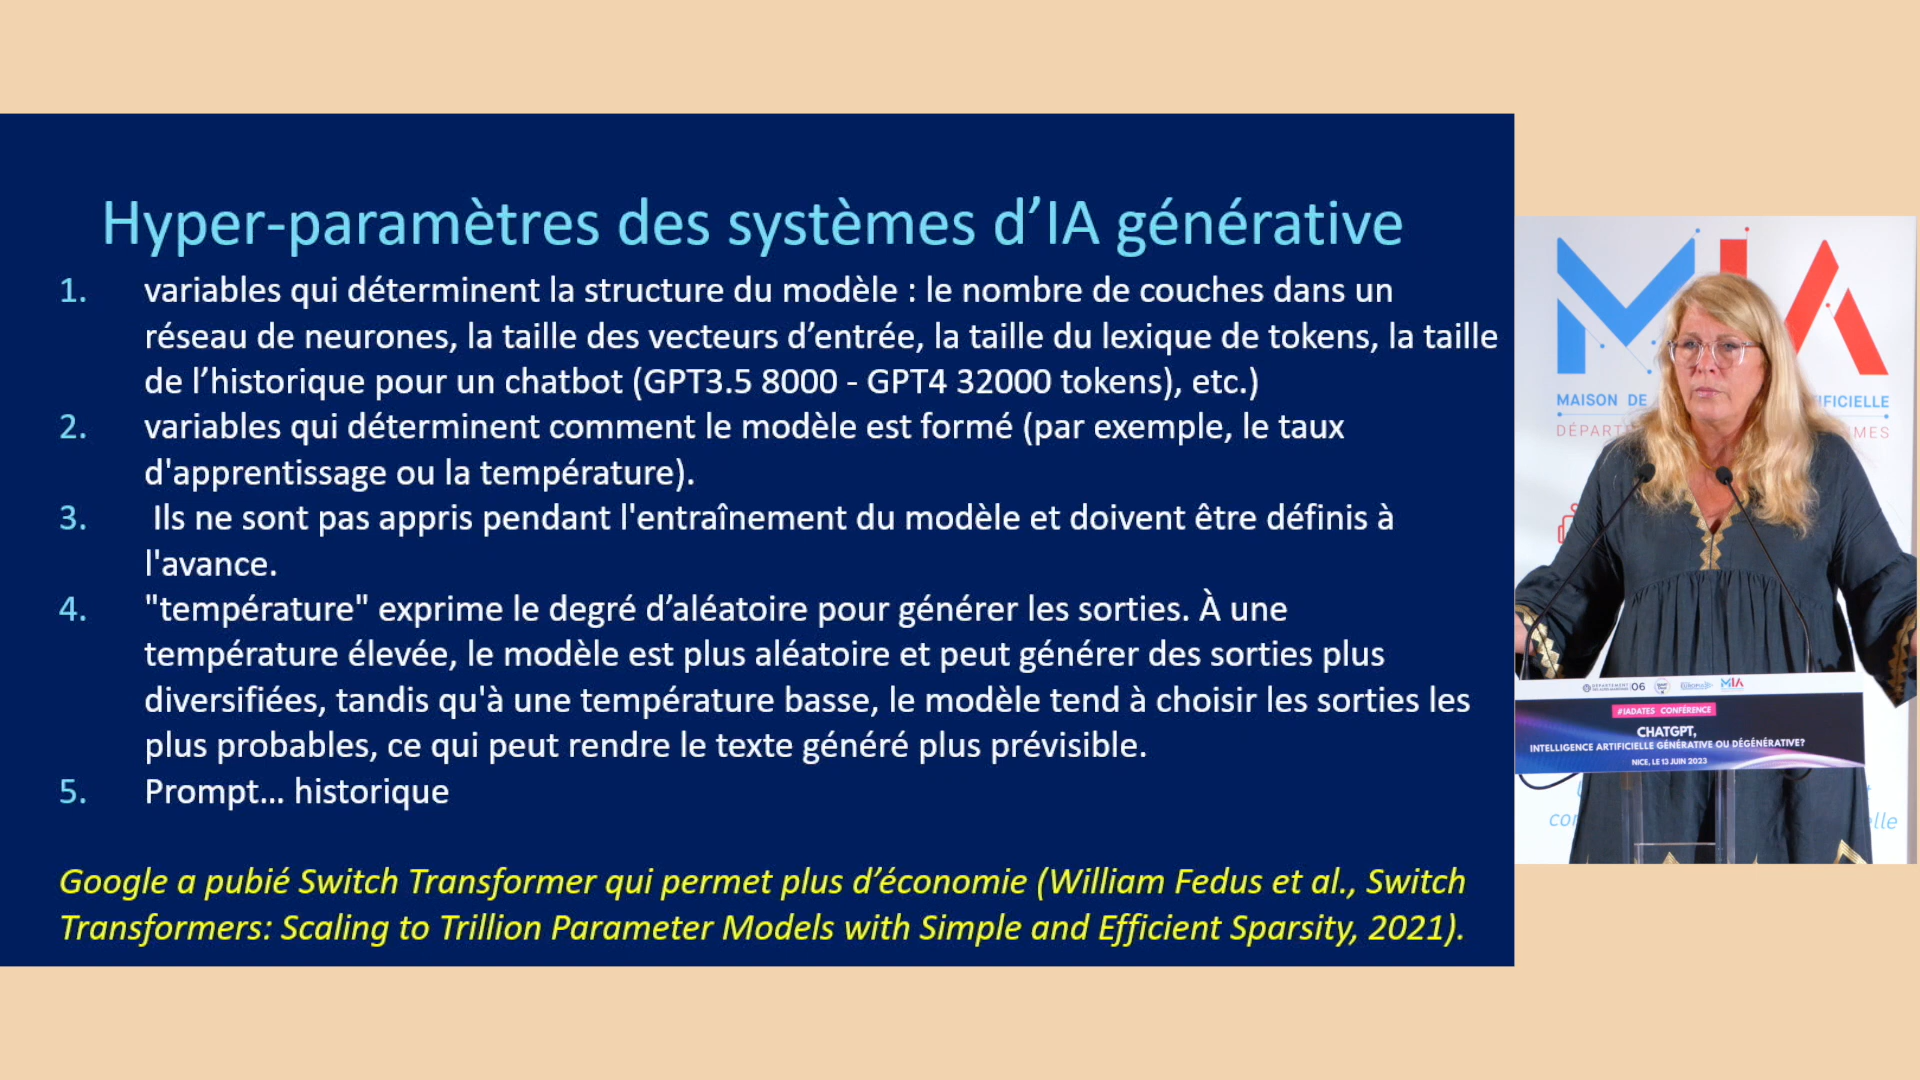 Hyper-paramètres des systèmes d’IA générative
1. variables qui déterminent la structure du modèle : le nombre de couches dans un
réseau de neurones, la taille des vecteurs d’entrée, la taille du lexique de tokens, la taille
de l’historique pour un chatbot (GPT3.5 8000 - GPT4 32000 tokens), etc.)
2. variables qui déterminent comment le modèle est formé (par exemple, le taux
d'apprentissage ou la température).
3. Ils ne sont pas appris pendant l'entraînement du modèle et doivent être définis à
l'avance.
4. "température" exprime le degré d’aléatoire pour générer les sorties. À une
température élevée, le modèle est plus aléatoire et peut générer des sorties plus
diversifiées, tandis qu'à une température basse, le modèle tend à choisir les sorties les
plus probables, ce qui peut rendre le texte généré plus prévisible.
5. Prompt... historique
Google a pubié Switch Transformer qui permet plus d’économie (William Fedus et al., Switch
Transformers: Scaling to Trillion Parameter Models with Simple and Efficient Sparsity, 2021).
MIA
MAISON DE
06
MIA
#IADATES CONFÉRENCE
CHATGPT,
INTELLIGENCE ARTIFICIELLE GÉNÉRATIVE OU DÉGÉNÉRATIVE?
NICE, LE 13 JUIN 2023